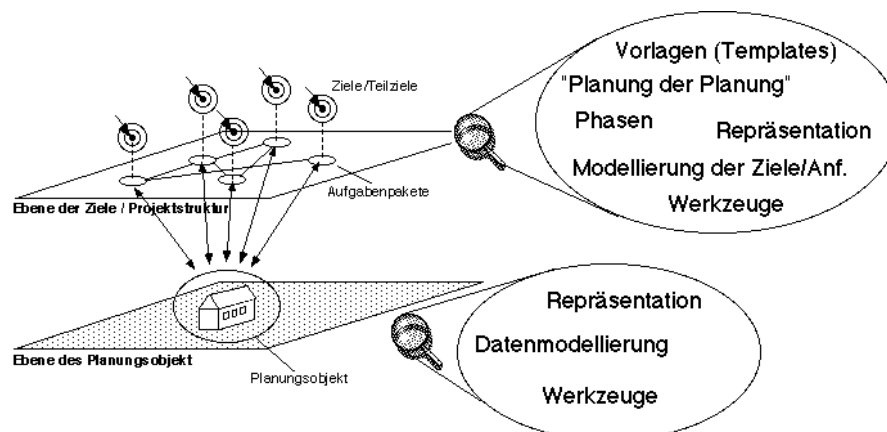 Vorlagen (Templates)
"Planung der Planung"
Phasen
Repräsentation
Modellierung der Ziele/Anf.
Werkzeuge
Ziele/Teilziele
Aufgabenpakete
Ebene der Ziele / Projektstruktur
Repräsentation
Datenmodellierung
Werkzeuge
Ebene des Planungsobjekt
Planungsobjekt